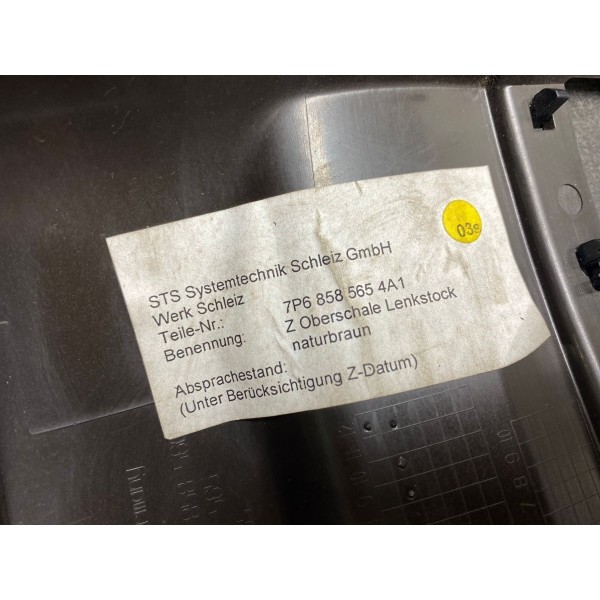 03e
STS Systemtechnik Schleiz GmbH
Werk Schleiz
Teile-Nr.: 7P6 858 565 4A1
Benennung: Z Oberschale Lenkstock
naturbraun
Absprachestand:
(Unter Berücksichtigung Z-Datum)